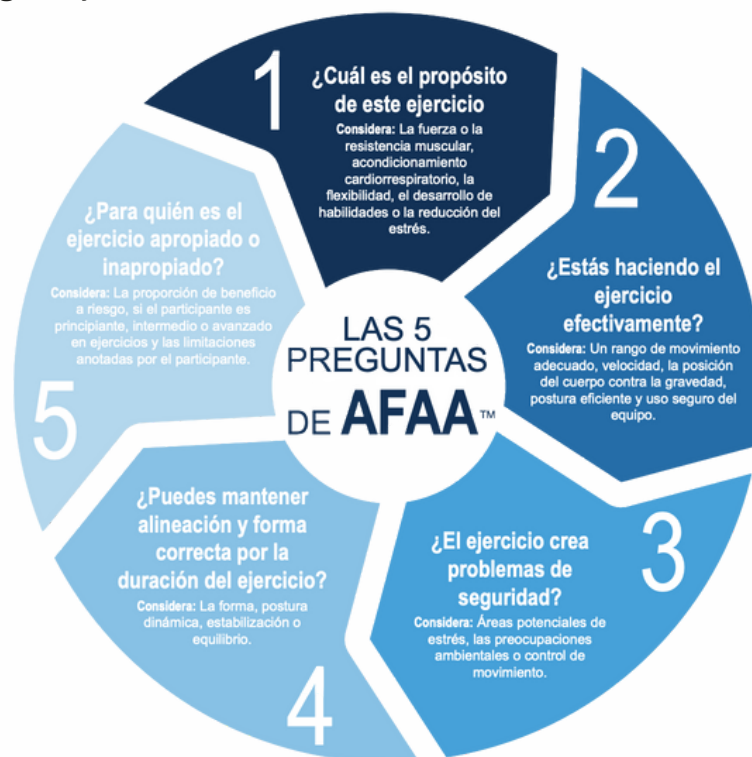 LAS 5
PREGUNTAS
DE AFAA™
1
¿Cuál es el propósito
de este ejercicio
Considera: La fuerza o la
resistencia muscular,
acondicionamiento
cardiorrespiratorio, la
flexibilidad, el desarrollo de
habilidades o la reducción del
estrés.
2
¿Estás haciendo el
ejercicio
efectivamente?
Considera: Un rango de movimiento
adecuado, velocidad, la posición
del cuerpo contra la gravedad,
postura eficiente y uso seguro del
equipo.
3
¿El ejercicio crea
problemas de
seguridad?
Considera: Áreas potenciales de
estrés, las preocupaciones
ambientales o control de
movimiento.
4
¿Puedes mantener
alineación y forma
correcta por la
duración del ejercicio?
Considera: La forma, postura
dinámica, estabilización o
equilibrio.
5
¿Para quién es el
ejercicio apropiado o
inapropiado?
Considera: La proporción de beneficio
a riesgo, si el participante es
principiante, intermedio o avanzado
en ejercicios y las limitaciones
anotadas por el participante.